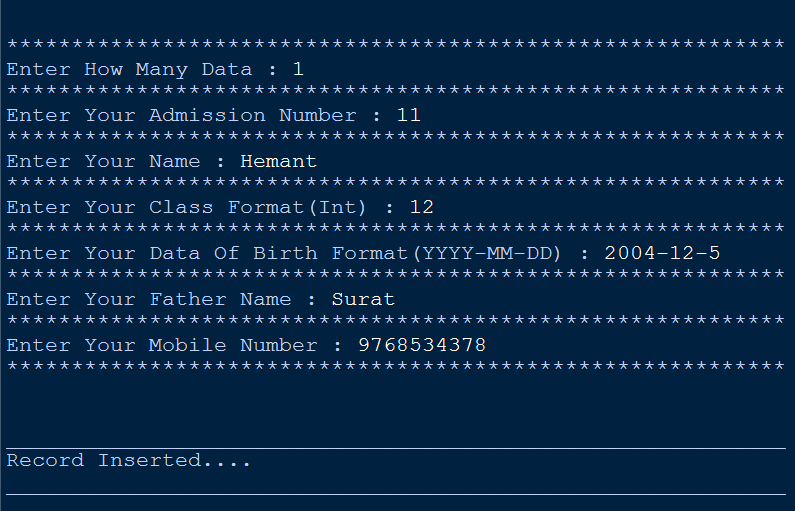 ************************************************************
Enter How Many Data : 1
************************************************************
Enter Your Admission Number : 11
************************************************************
Enter Your Name : Hemant
************************************************************
Enter Your Class Format(Int) : 12
************************************************************
Enter Your Data Of Birth Format(YYYY-MM-DD) : 2004-12-5
************************************************************
Enter Your Father Name : Surat
************************************************************
Enter Your Mobile Number : 9768534378
************************************************************
____________________________________________________________
Record Inserted....
____________________________________________________________